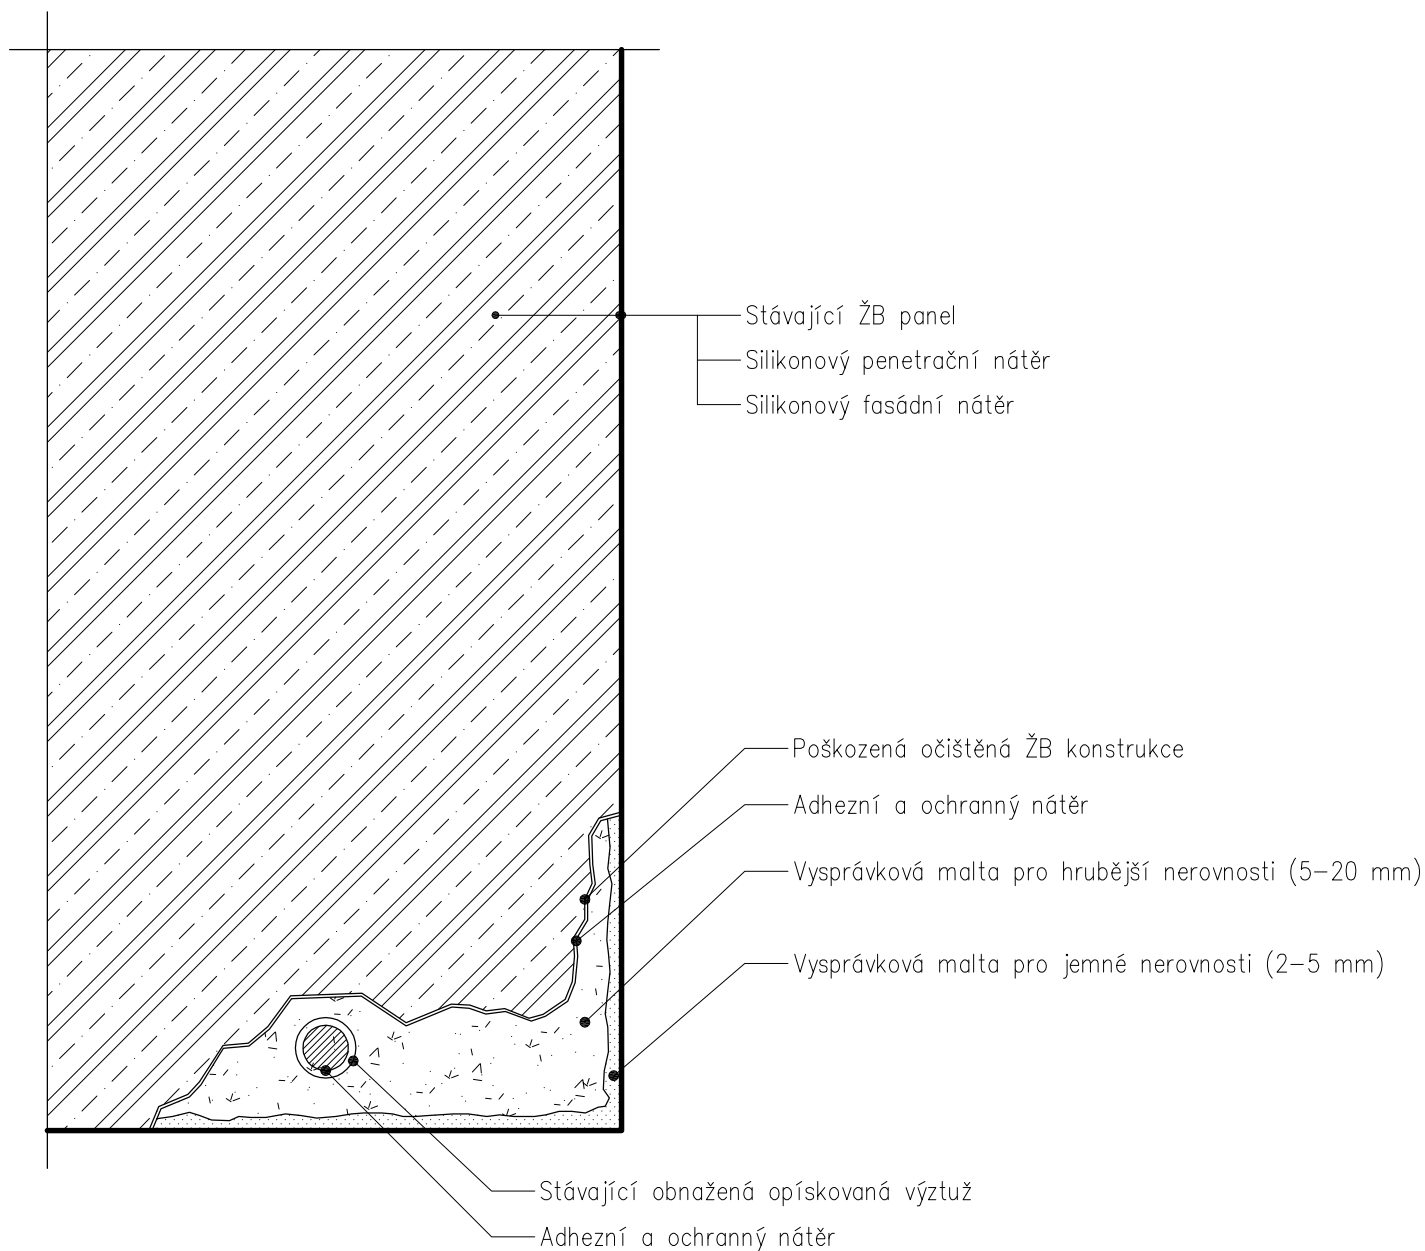 Stávající ŽB panel
Silikonový penetrační nátěr
Silikonový fasádní nátěr
Poškozená očištěná ŽB konstrukce
Adhezní a ochranný nátěr
Vysprávková malta pro hrubější nerovnosti (5-20 mm)
Vysprávková malta pro jemné nerovnosti (2-5 mm)
Stávající obnažená opískovaná výztuž
Adhezní a ochranný nátěr